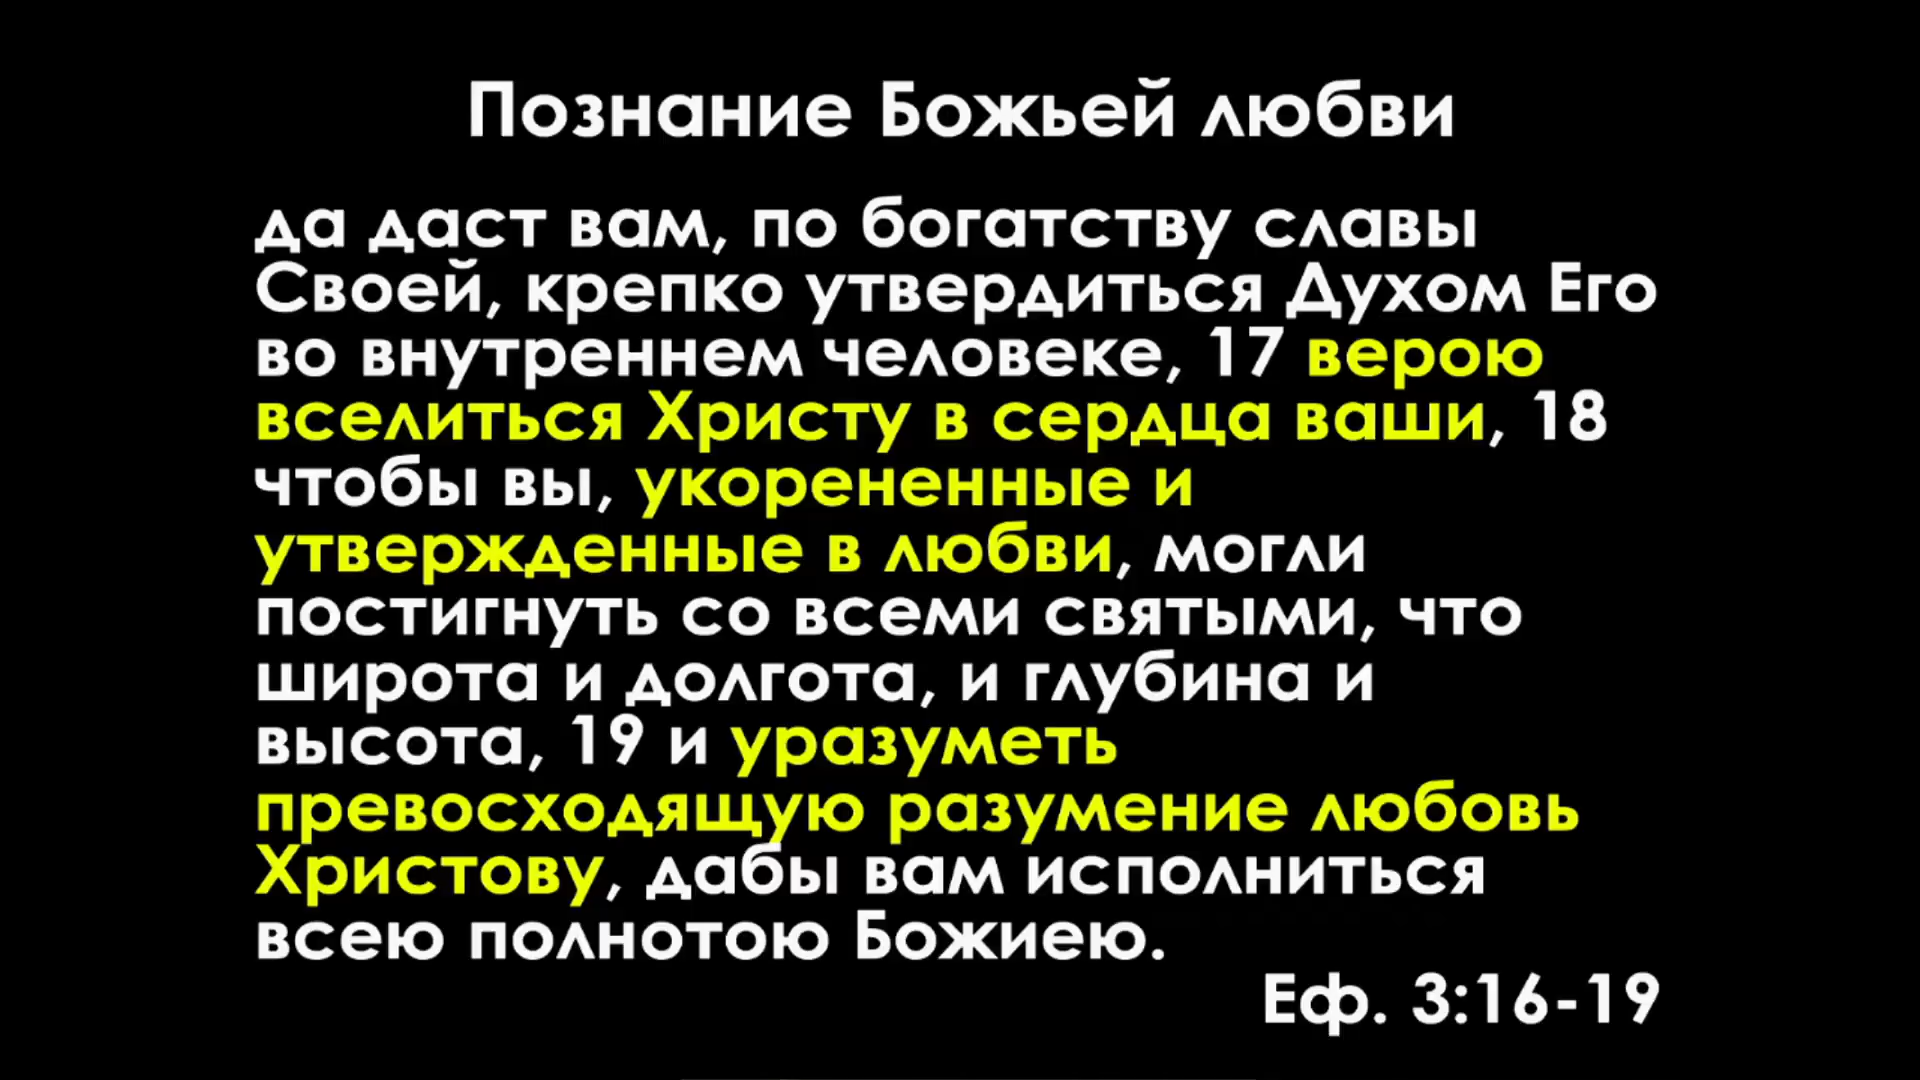 Познание Божьей любви
да даст вам, по богатству славы
Своей, крепко утвердиться Духом Его
во внутреннем человеке, 17 верою
вселиться Христу в сердца ваши, 18
чтобы вы, укорененные и
утвержденные в любви, могли
постигнуть со всеми святыми, что
широта и долгота, и глубина и
высота, 19 и уразуметь
превосходящую разумение любовь
Христову, дабы вам исполниться
всею полнотою Божиею.
Еф. 3:16-19